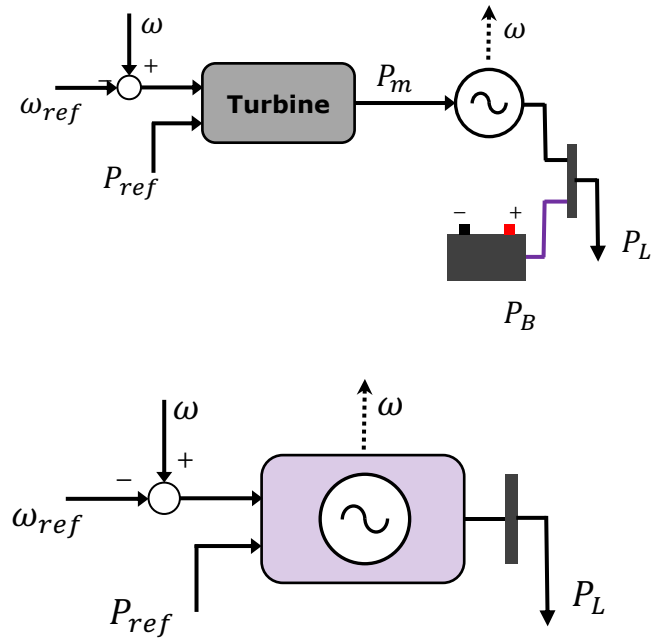 ω ω
− +
ω_ref
Turbine
P_m
P_ref
− +
P_L
P_B
ω ω
− +
ω_ref
P_ref
P_L